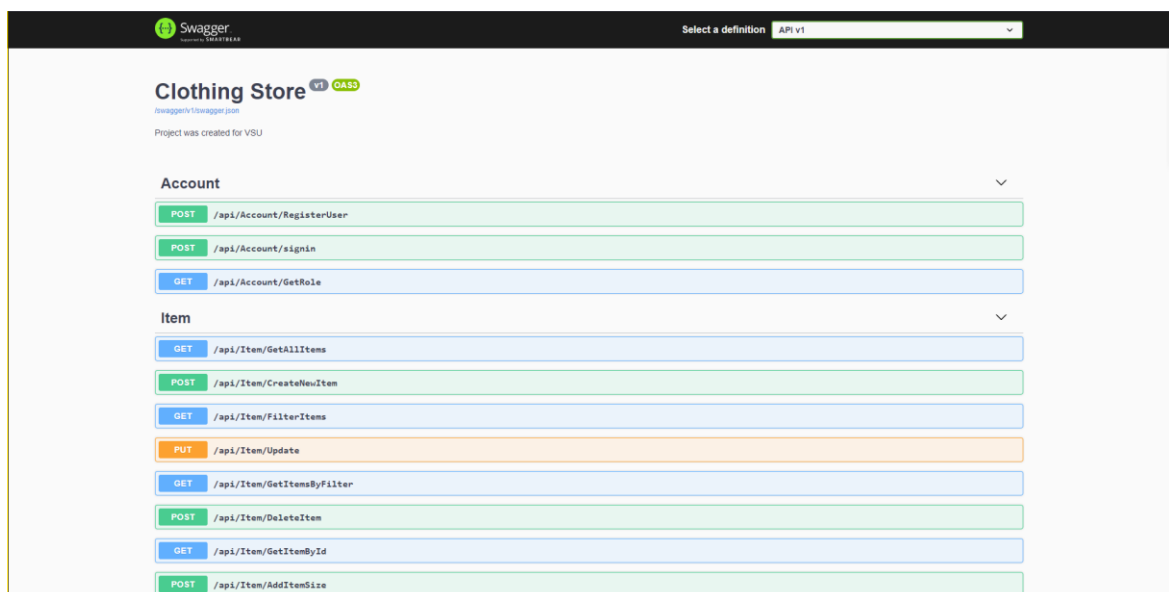 Swagger.
Supported by SMARTBEAR
Select a definition API v1
Clothing Store v1 OAS3
/swagger/v1/swagger.json
Project was created for VSU
Account
POST /api/Account/RegisterUser
POST /api/Account/signin
GET /api/Account/GetRole
Item
GET /api/Item/GetAllItems
POST /api/Item/CreateNewItem
GET /api/Item/FilterItems
PUT /api/Item/Update
GET /api/Item/GetItemsByFilter
POST /api/Item/DeleteItem
GET /api/Item/GetItemById
POST /api/Item/AddItemSize